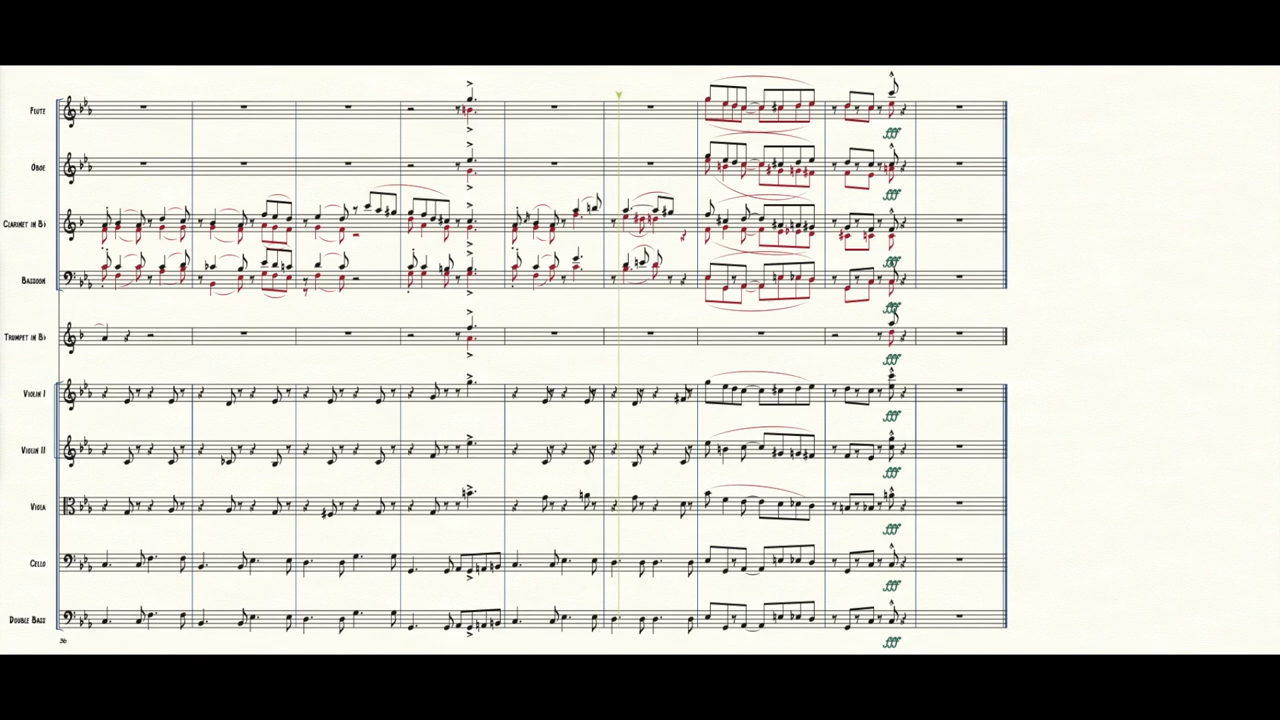 Flute
fff
Oboe
fff
Clarinet in B♭
fff
Bassoon
fff
Trumpet in B♭
fff
Violin I
fff
Violin II
fff
Viola
fff
Cello
fff
Double Bass
36
fff